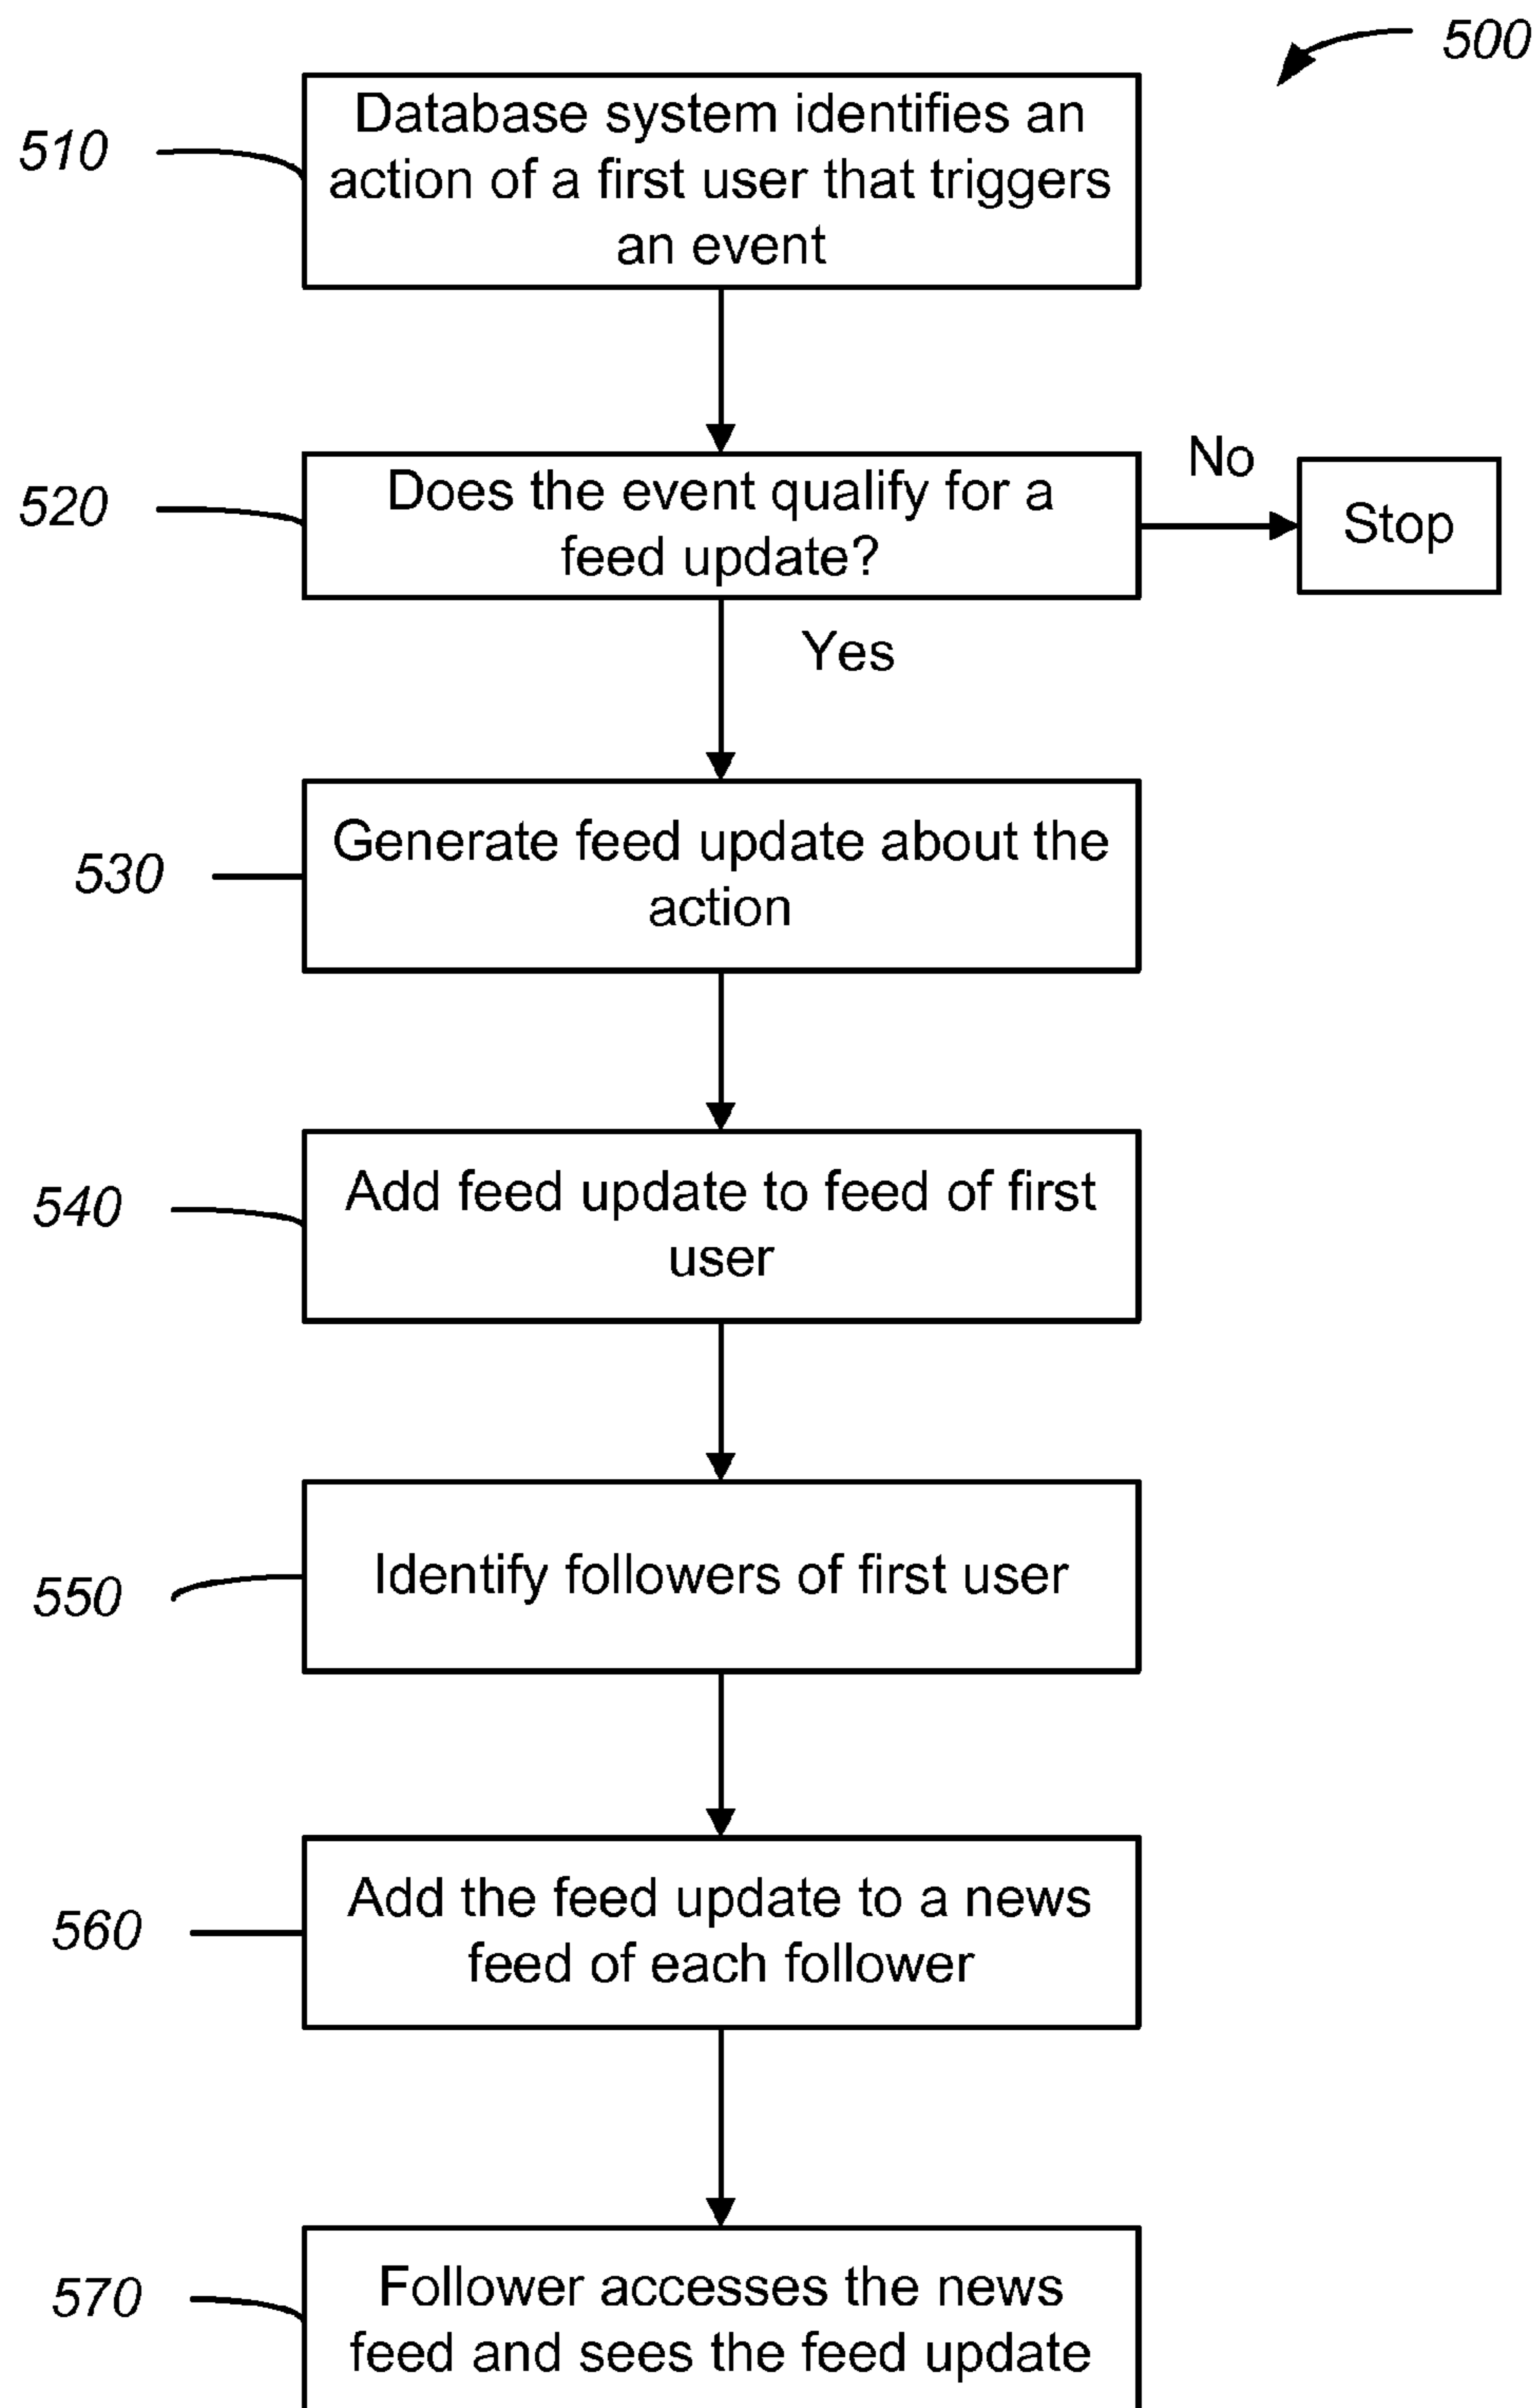 500
510
Database system identifies an
action of a first user that triggers
an event
520
Does the event qualify for a
feed update?
No
Stop
Yes
530
Generate feed update about the
action
540
Add feed update to feed of first
user
550
Identify followers of first user
560
Add the feed update to a news
feed of each follower
570
Follower accesses the news
feed and sees the feed update